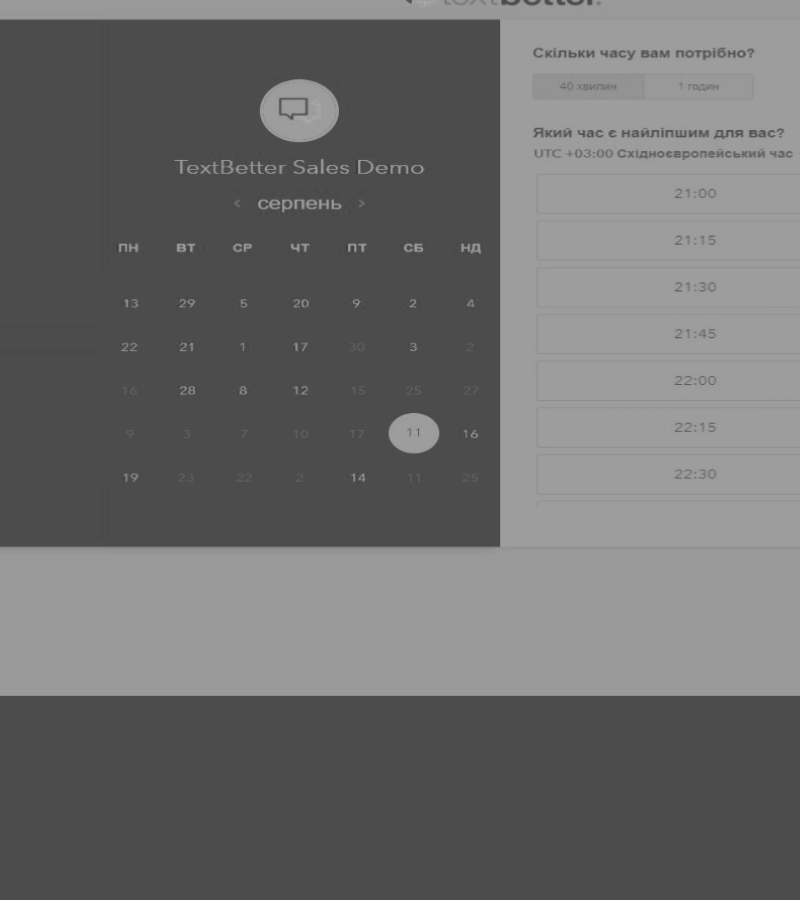 textbetter.
TextBetter Sales Demo
< серпень >
ПН ВТ СР ЧТ ПТ СБ НД
13 29 5 20 9 2 4
22 21 1 17 30 3 2
16 28 8 12 15 25 27
9 3 7 10 17 11 16
19 23 22 2 14 11 25
Скільки часу вам потрібно?
40 хвилин 1 годин
Який час є найліпшим для вас?
UTC +03:00 Східноєвропейський час
21:00
21:15
21:30
21:45
22:00
22:15
22:30